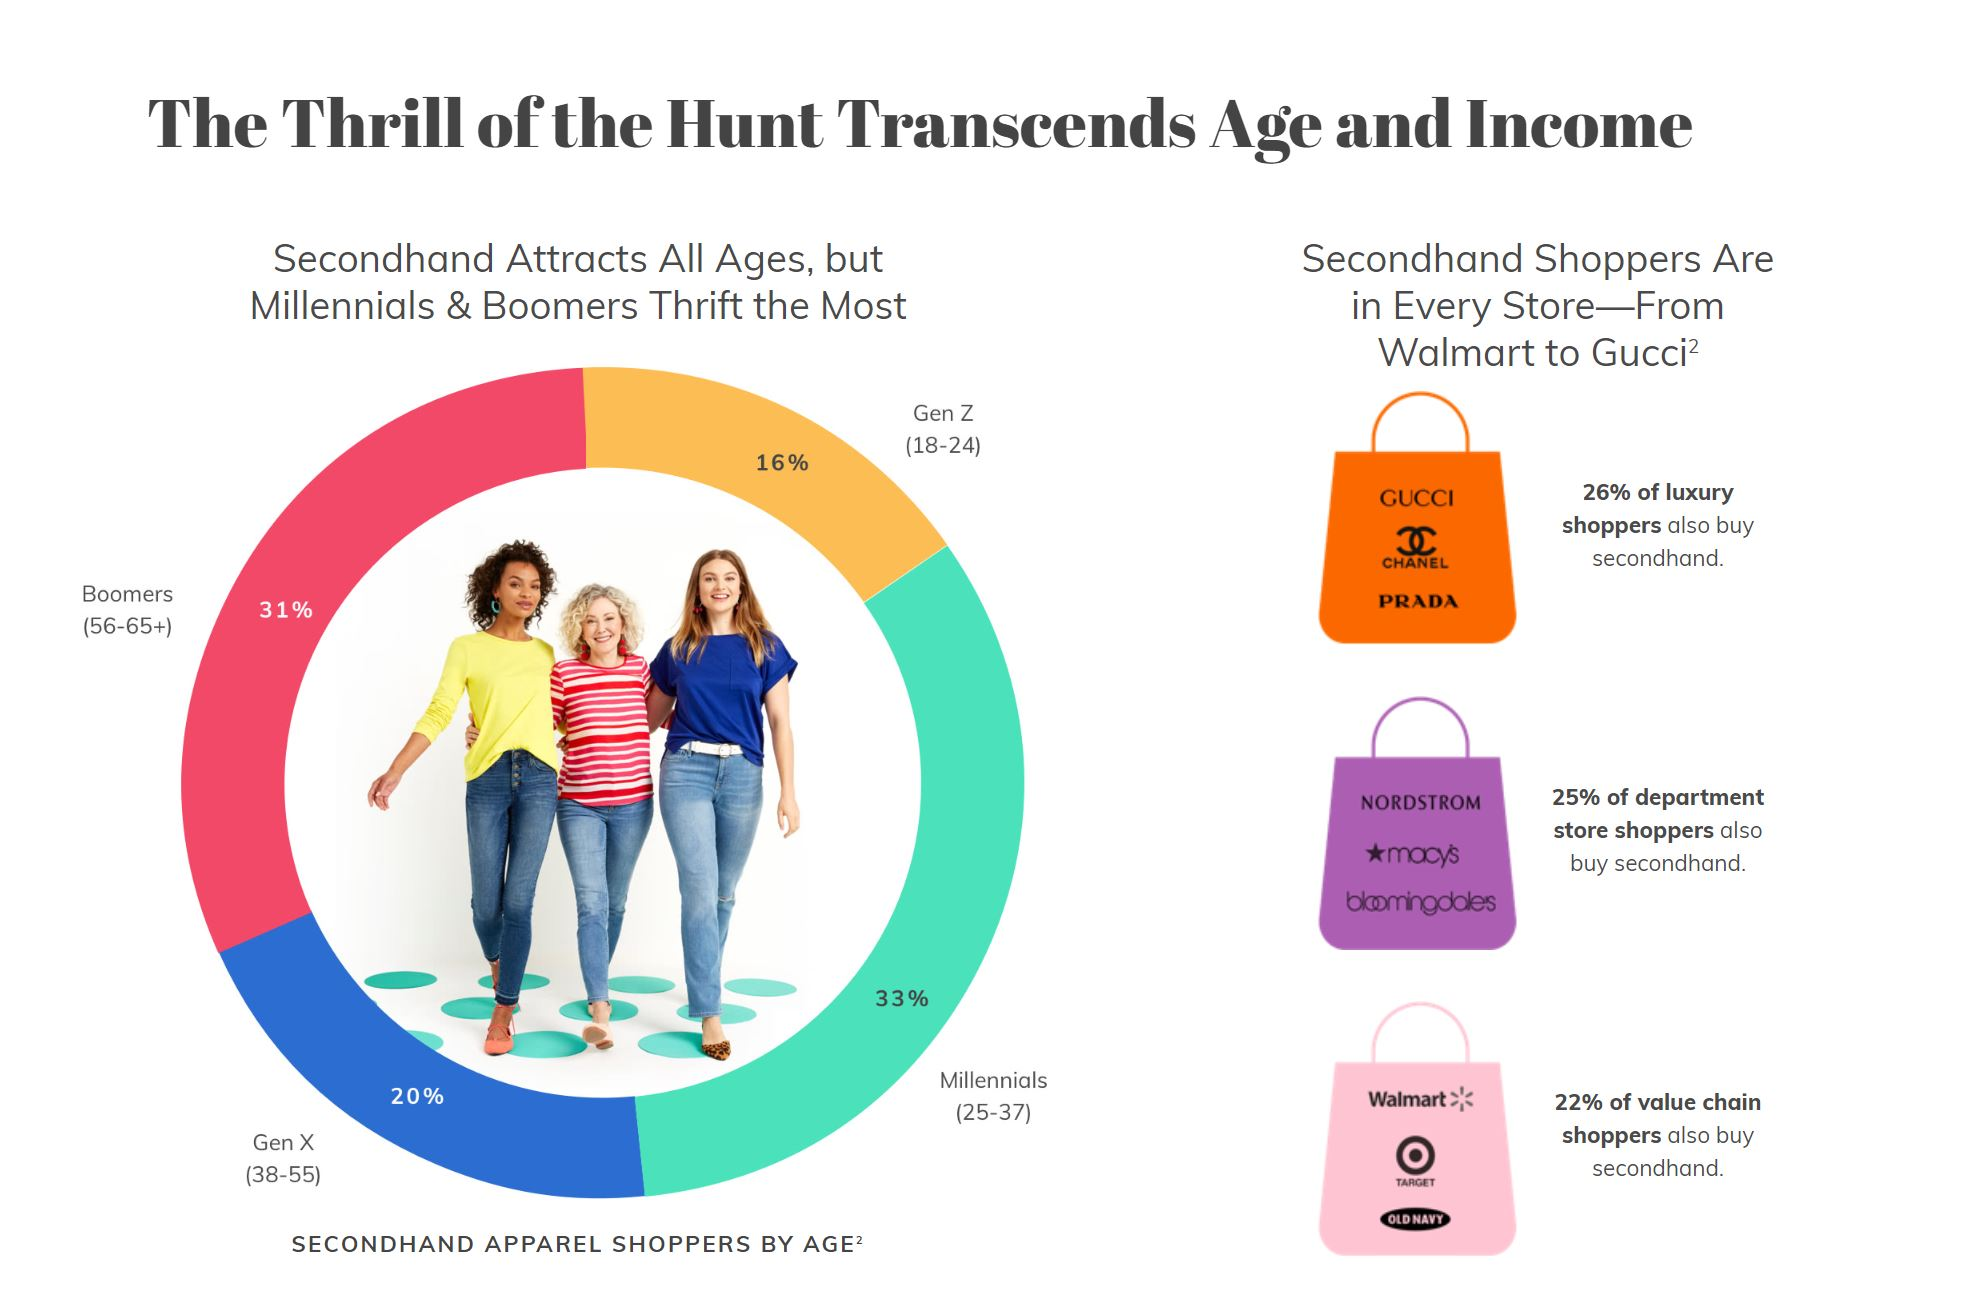 The Thrill of the Hunt Transcends Age and Income
Secondhand Attracts All Ages, but
Millennials & Boomers Thrift the Most
Gen Z
(18-24)
16%
Boomers
(56-65+)
31%
33%
Millennials
(25-37)
20%
Gen X
(38-55)
SECONDHAND APPAREL SHOPPERS BY AGE²
Secondhand Shoppers Are
in Every Store—From
Walmart to Gucci²
GUCCI
CHANEL
PRADA
26% of luxury
shoppers also buy
secondhand.
NORDSTROM
★macy's
bloomingdale's
25% of department
store shoppers also
buy secondhand.
Walmart
TARGET
OLD NAVY
22% of value chain
shoppers also buy
secondhand.